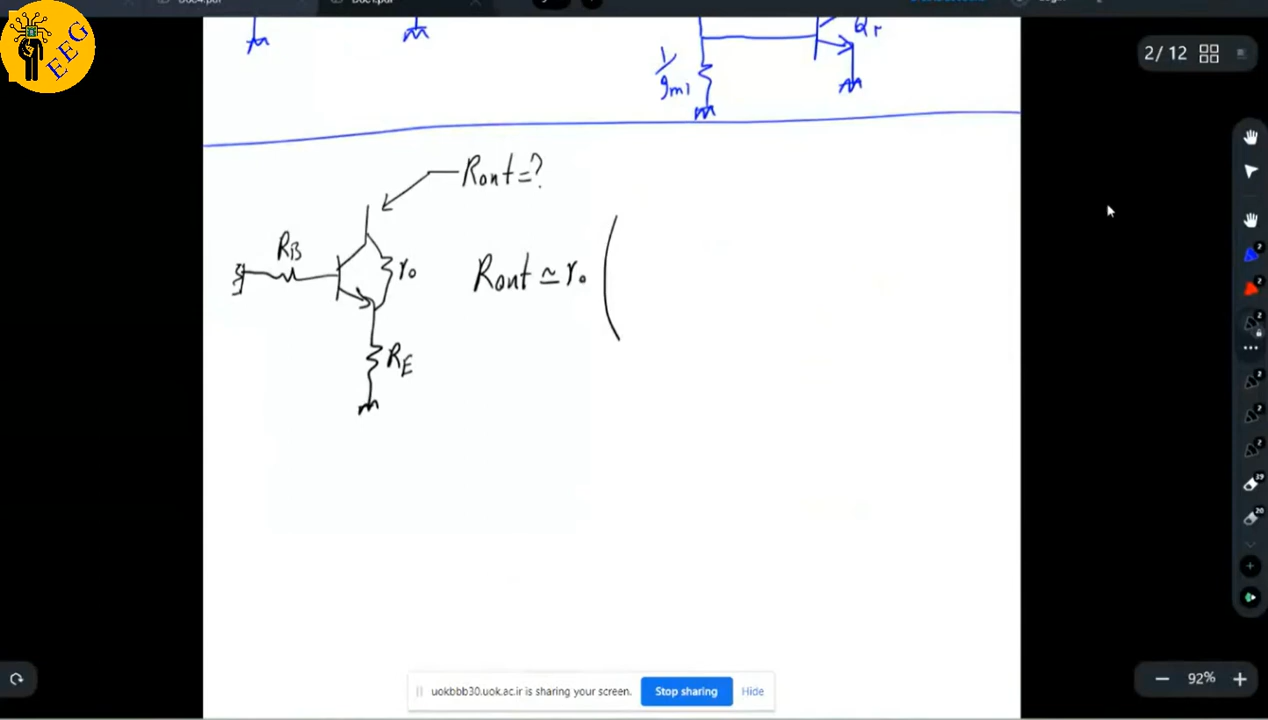 EEG
2/12
1/gm1
Rout=?
RB
ro
Rout ≃ ro (
RE
uokbbb30.uok.ac.ir is sharing your screen.
Stop sharing
Hide
92%